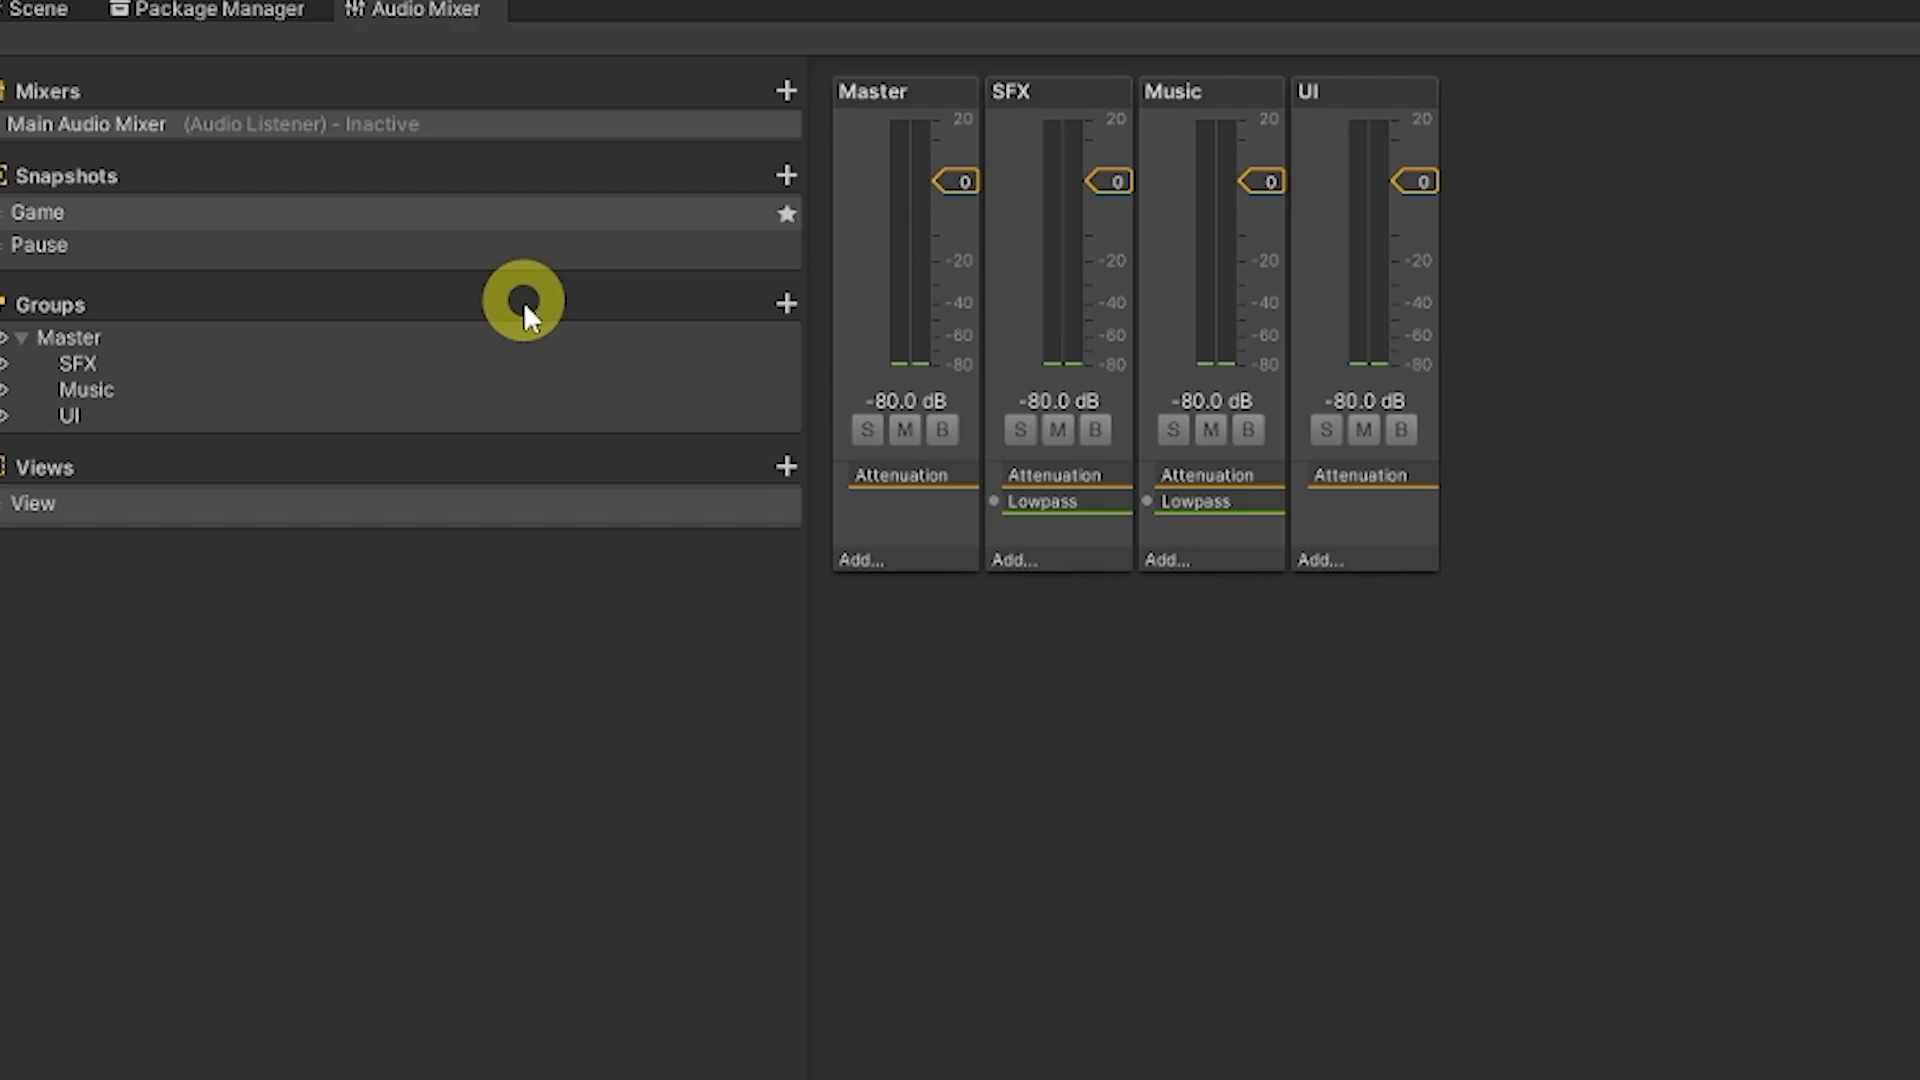 Scene Package Manager Audio Mixer
Mixers
Main Audio Mixer (Audio Listener) - Inactive
Snapshots
Game
Pause
Groups
Master
SFX
Music
UI
Views
View
Master
20
0
-20
-40
-60
-80
-80.0 dB
S M B
Attenuation
Add...
SFX
20
0
-20
-40
-60
-80
-80.0 dB
S M B
Attenuation
Lowpass
Add...
Music
20
0
-20
-40
-60
-80
-80.0 dB
S M B
Attenuation
Lowpass
Add...
UI
20
0
-20
-40
-60
-80
-80.0 dB
S M B
Attenuation
Add...